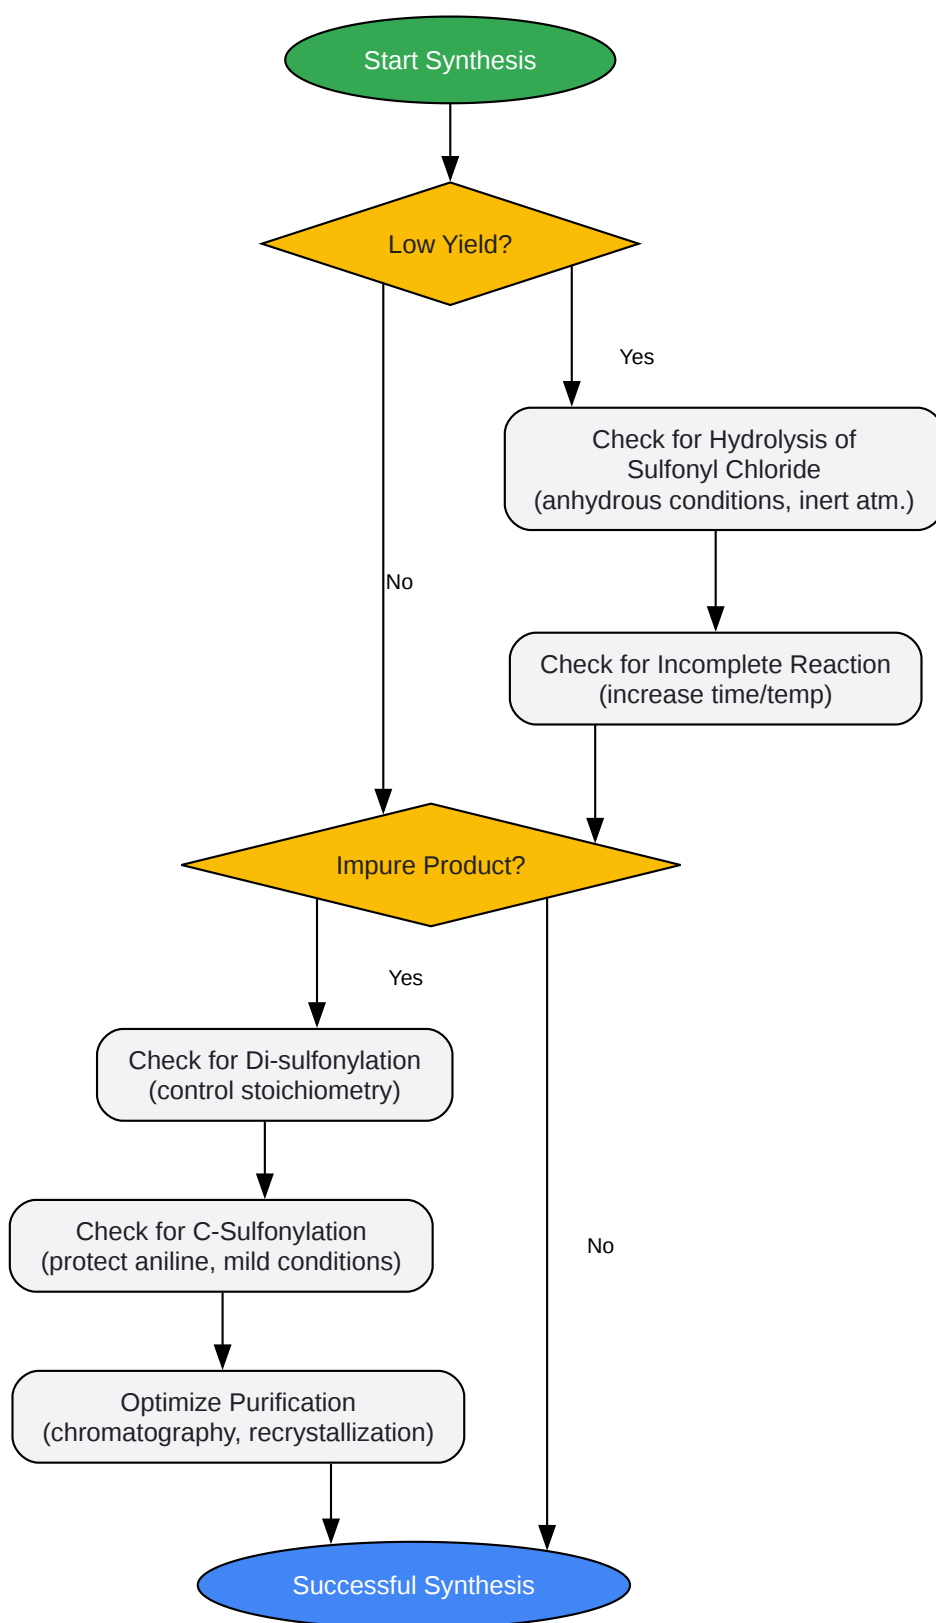 Start Synthesis
Low Yield?
Yes
Check for Hydrolysis of
Sulfonyl Chloride
(anhydrous conditions, inert atm.)
No
Check for Incomplete Reaction
(increase time/temp)
Impure Product?
Yes
Check for Di-sulfonylation
(control stoichiometry)
Check for C-Sulfonylation
(protect aniline, mild conditions)
No
Optimize Purification
(chromatography, recrystallization)
Successful Synthesis